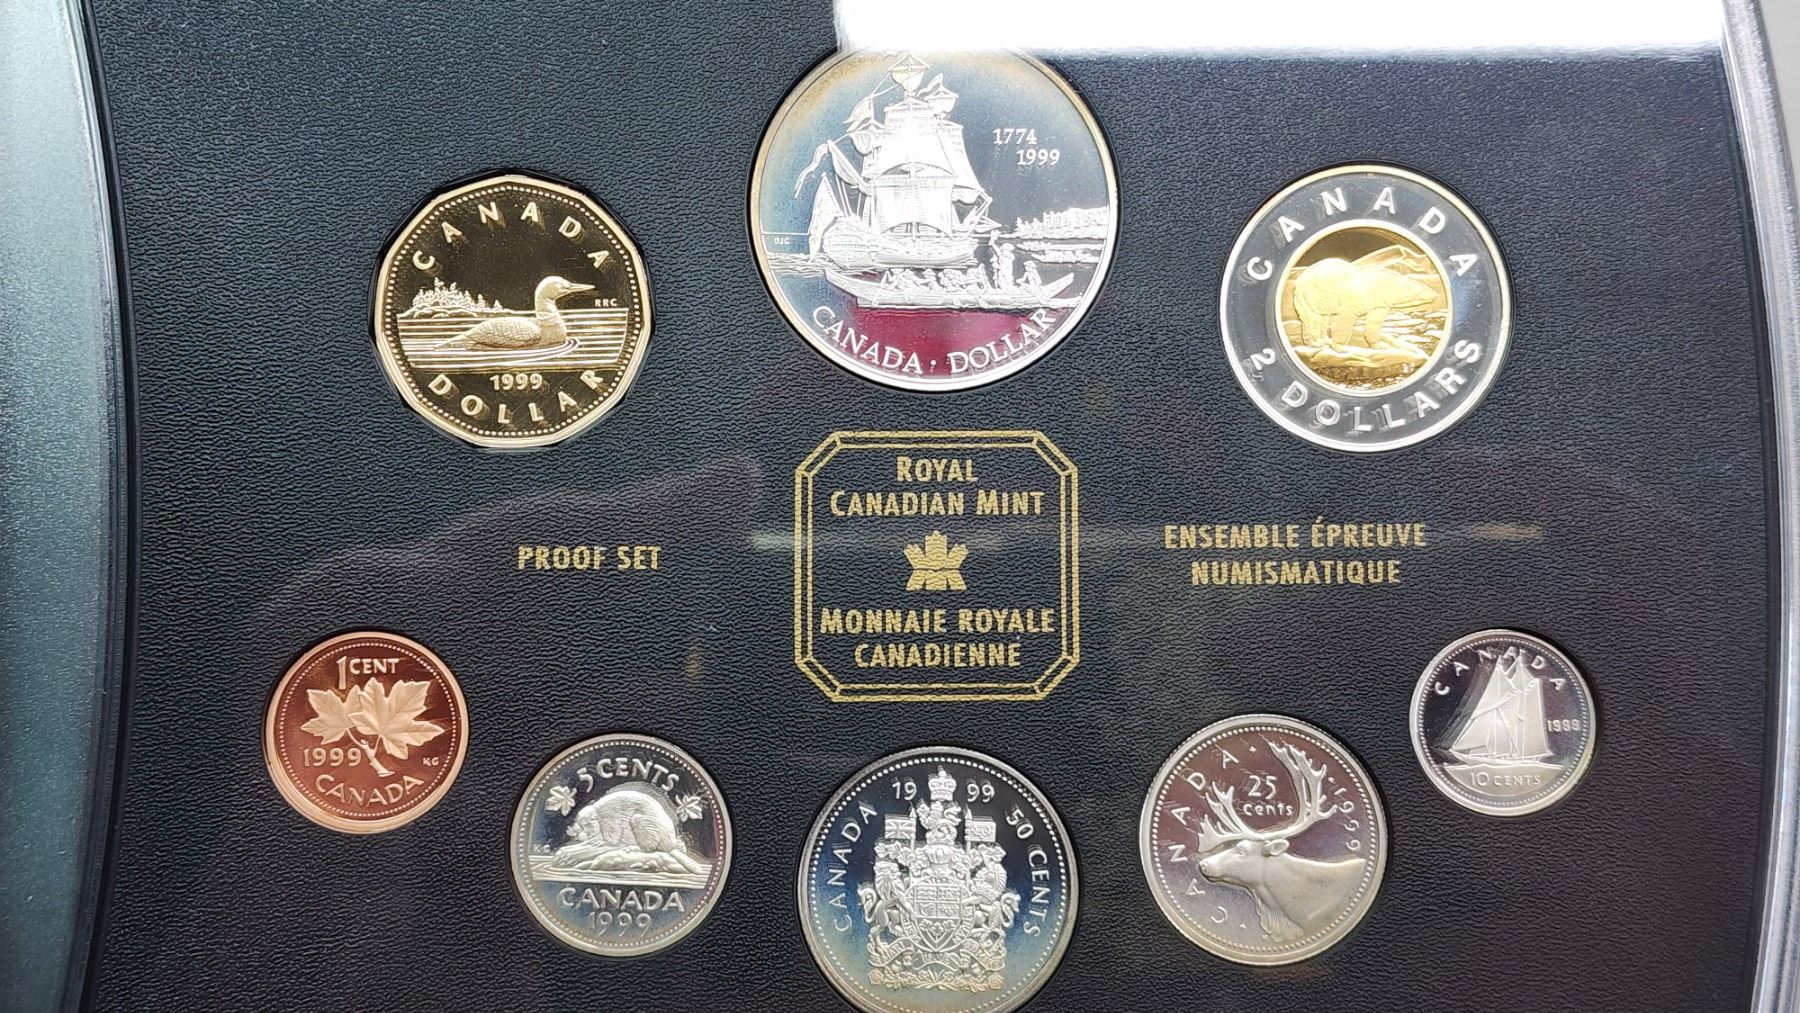 1774
1999
DJC
CANADA · DOLLAR
CANADA
RRC
1999
DOLLAR
CANADA
2 DOLLARS
ROYAL
CANADIAN MINT
MONNAIE ROYALE
CANADIENNE
PROOF SET
ENSEMBLE ÉPREUVE
NUMISMATIQUE
1 CENT
1999
KG
CANADA
5 CENTS
KG
CANADA
1999
1999
CANADA
50 CENTS
CANADA
25
cents
1999
CANADA
1999
10 CENTS